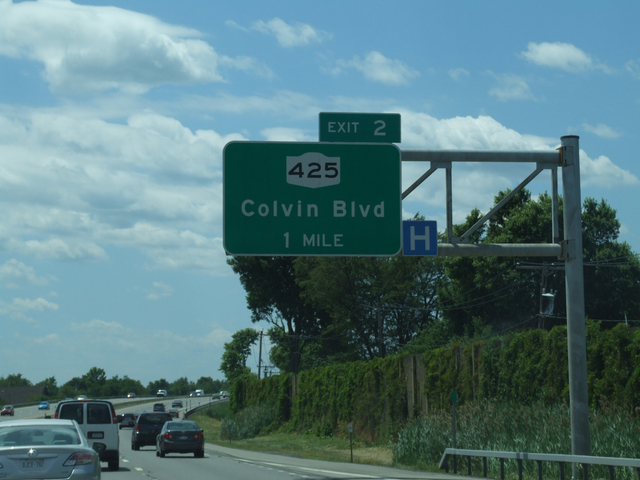 EXIT 2
425
Colvin Blvd
1 MILE
H